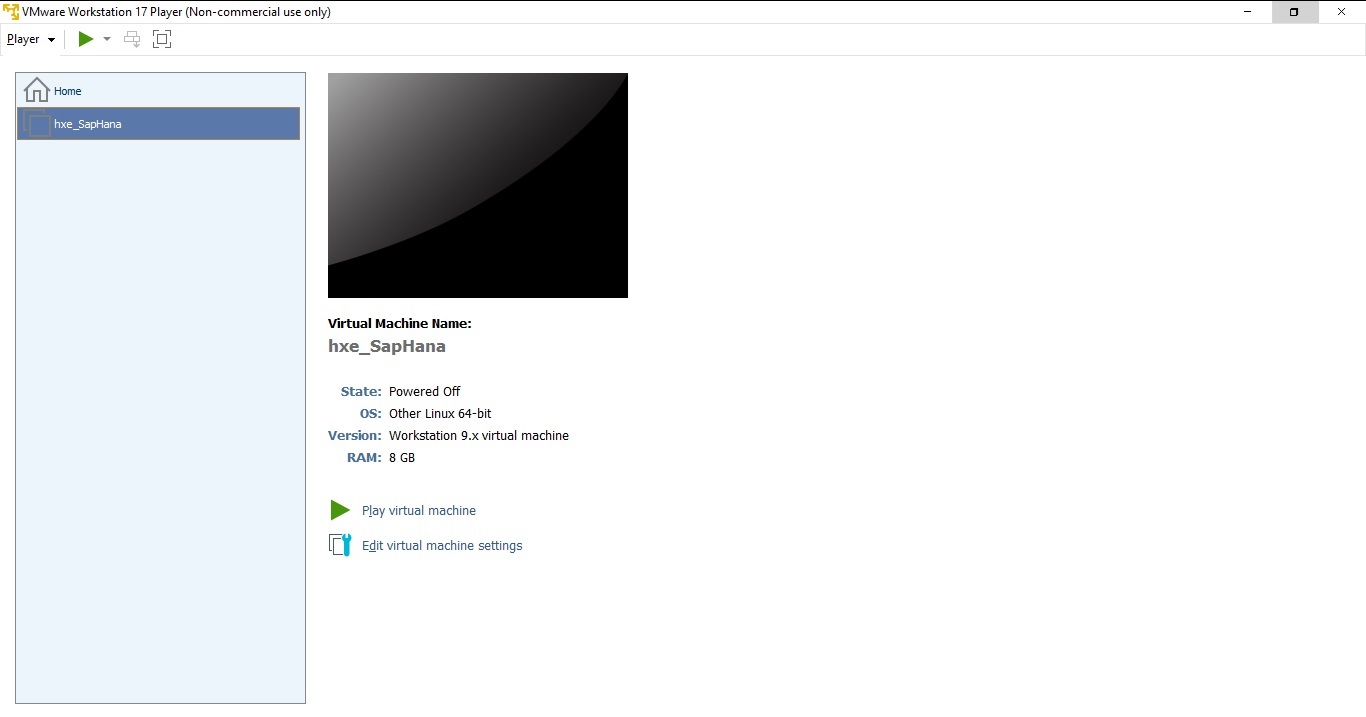 VMware Workstation 17 Player (Non-commercial use only)
Player
Home
hxe_SapHana
Virtual Machine Name:
hxe_SapHana
State: Powered Off
OS: Other Linux 64-bit
Version: Workstation 9.x virtual machine
RAM: 8 GB
Play virtual machine
Edit virtual machine settings